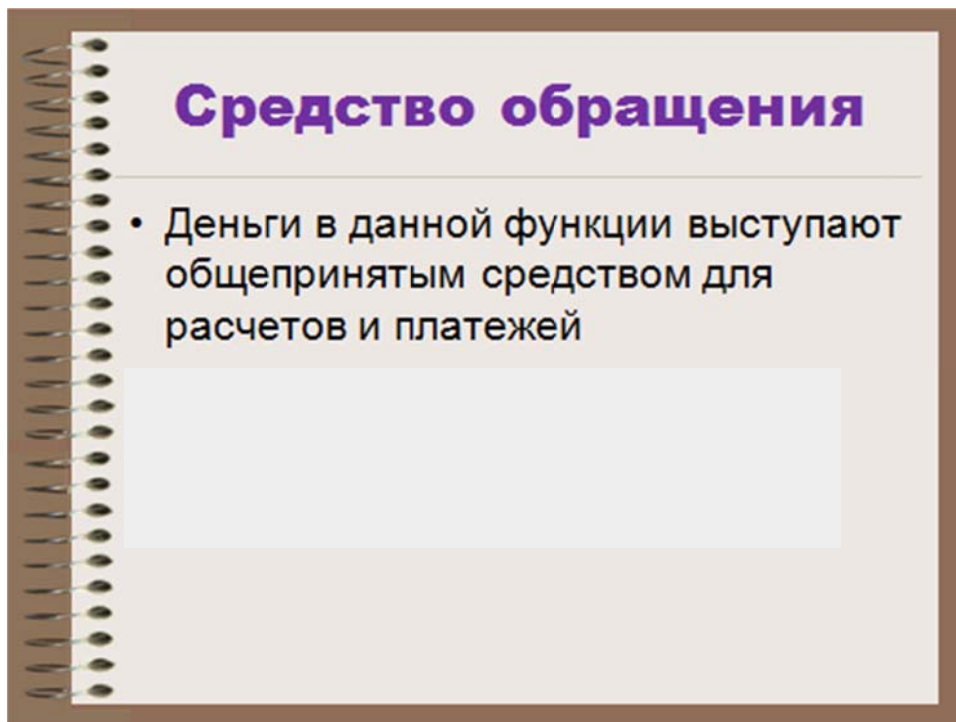 Средство обращения
• Деньги в данной функции выступают
общепринятым средством для
расчетов и платежей